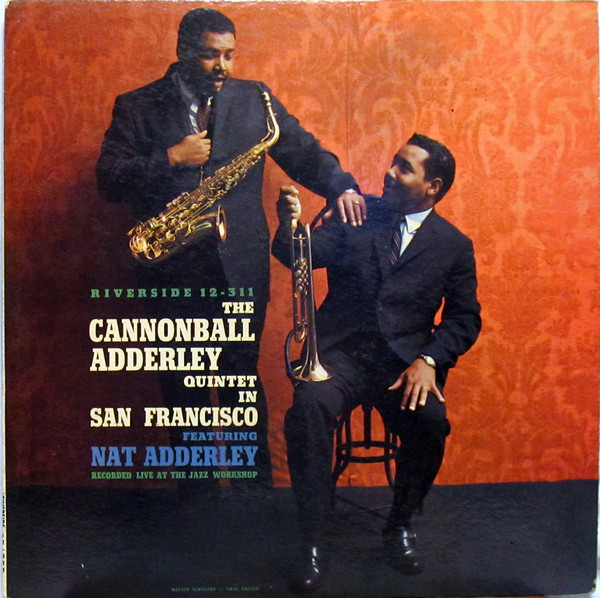 RIVERSIDE 12-311
THE
CANNONBALL
ADDERLEY
QUINTET
IN
SAN FRANCISCO
FEATURING
NAT ADDERLEY
RECORDED LIVE AT THE JAZZ WORKSHOP